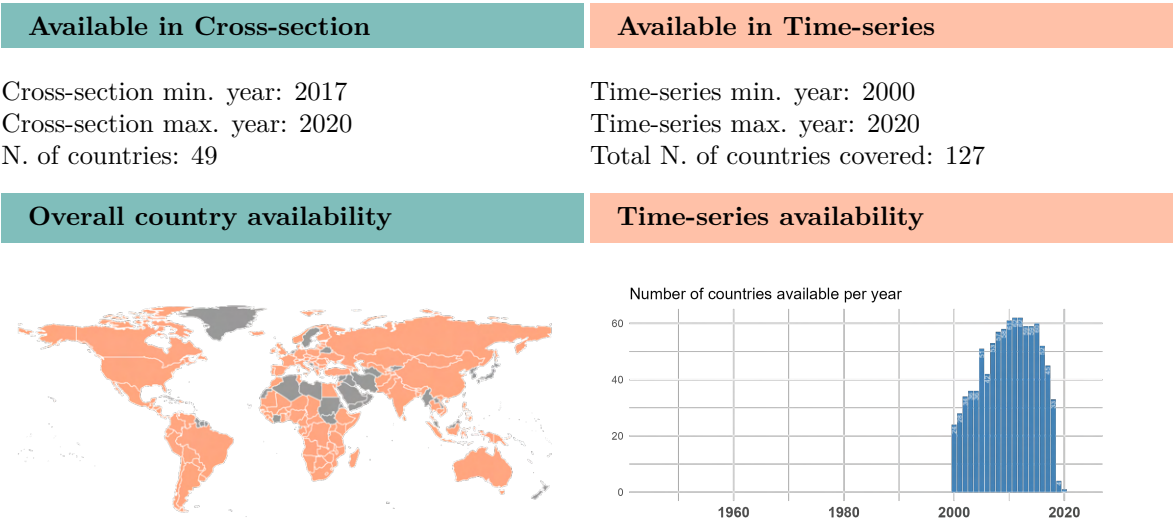 Available in Cross-section
Available in Time-series
Cross-section min. year: 2017
Cross-section max. year: 2020
N. of countries: 49
Time-series min. year: 2000
Time-series max. year: 2020
Total N. of countries covered: 127
Overall country availability
Time-series availability
Number of countries available per year
60
40
20
0
1960 1980 2000 2020